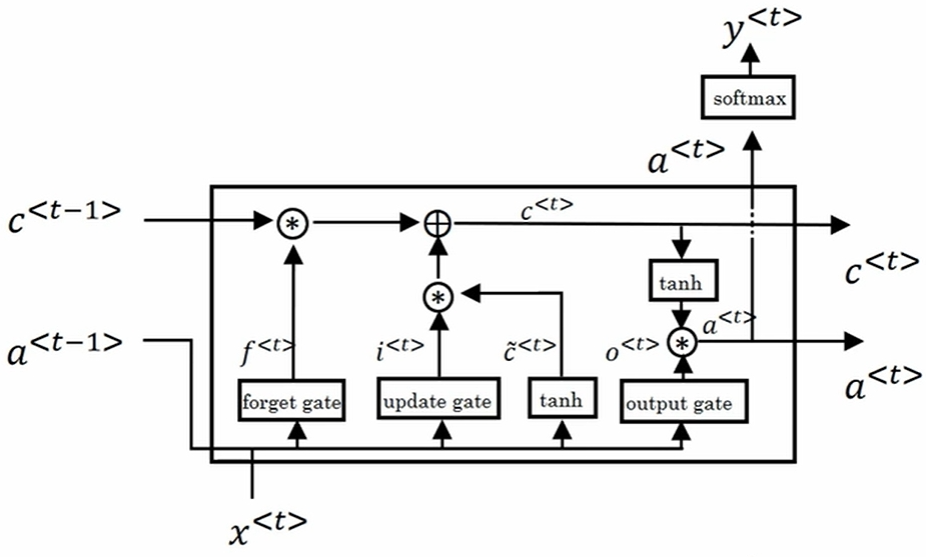 y<t>
softmax
a<t>
c<t-1>
c<t>
c<t>
tanh
a<t-1>
f<t>
i<t>
c̃<t>
o<t>
a<t>
a<t>
forget gate
update gate
tanh
output gate
x<t>